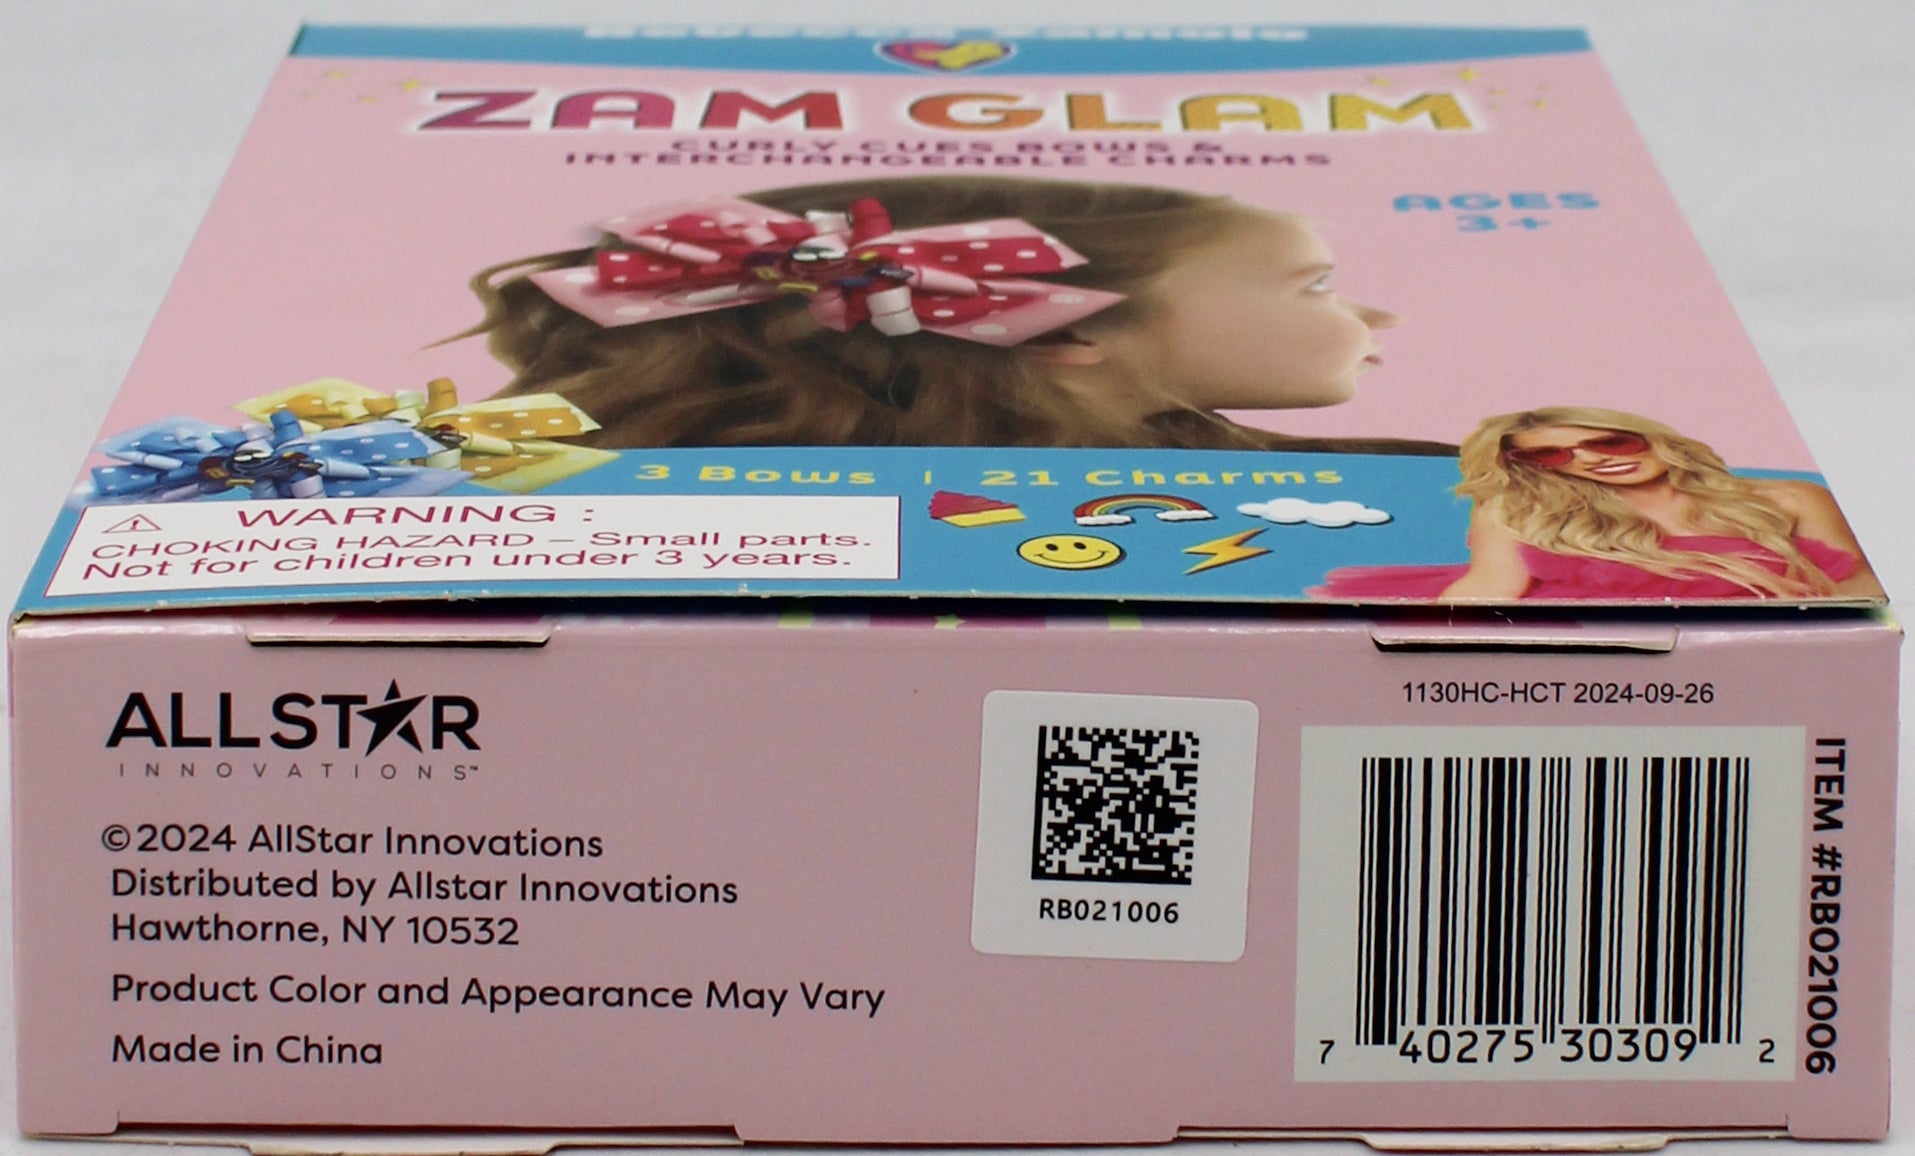 ZAM GLAM
CURLY CUES BOWS &
INTERCHANGEABLE CHARMS
AGES
3+
3 Bows | 21 Charms
WARNING :
CHOKING HAZARD – Small parts.
Not for children under 3 years.
ALLSTAR
INNOVATIONS™
©2024 AllStar Innovations
Distributed by Allstar Innovations
Hawthorne, NY 10532
Product Color and Appearance May Vary
Made in China
RB021006
1130HC-HCT 2024-09-26
7 40275 30309 2
ITEM #RB021006